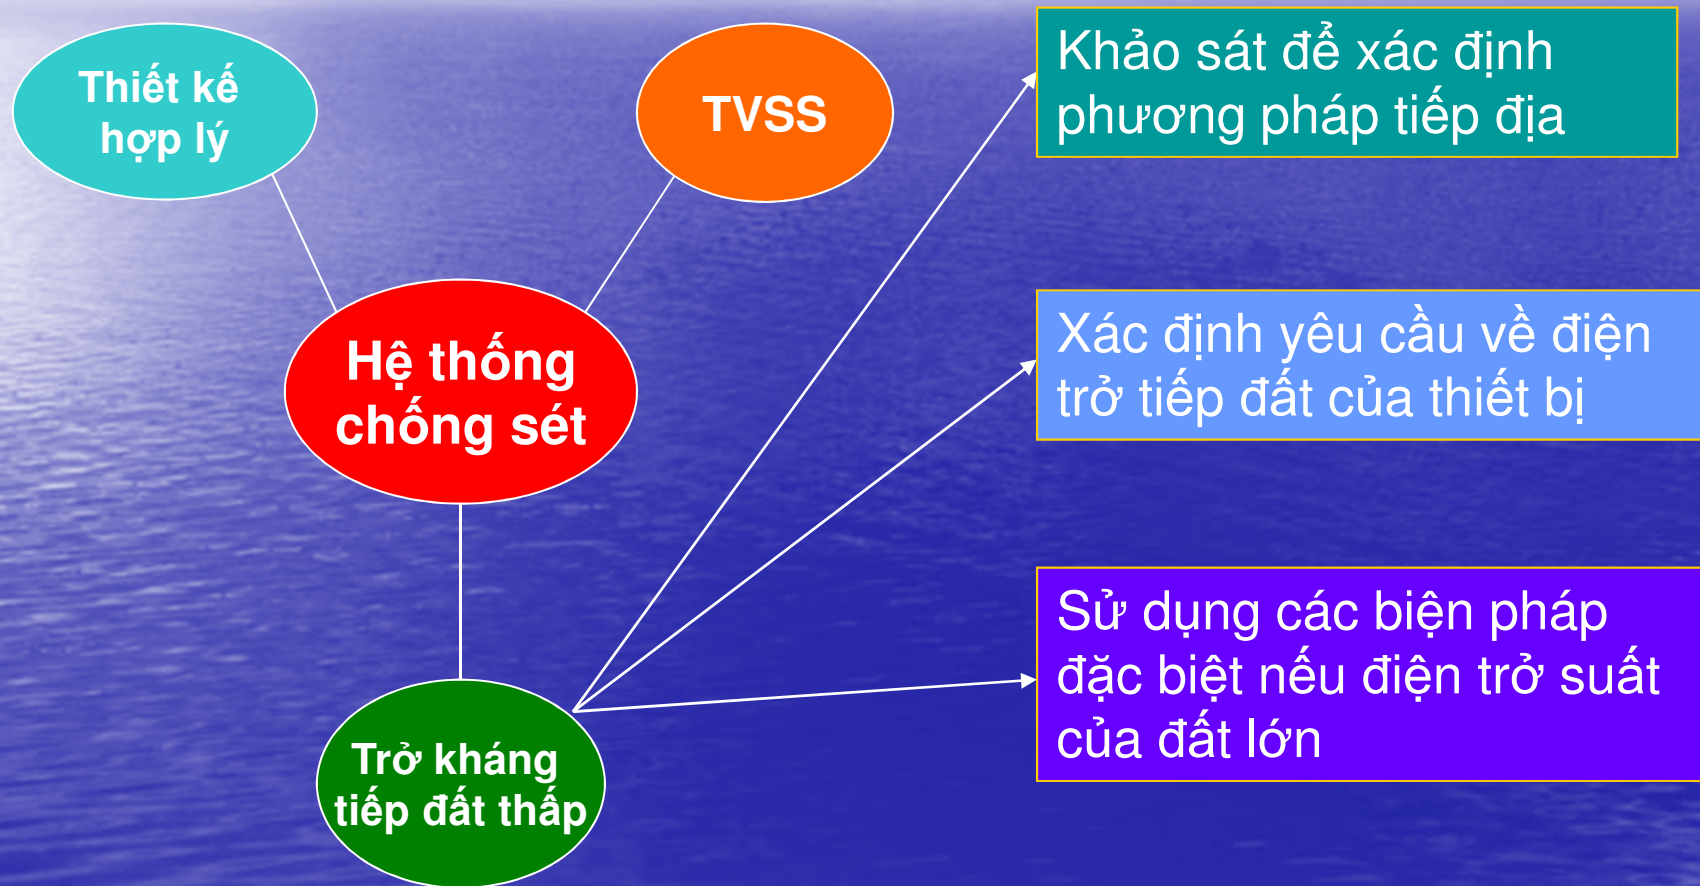 Thiết kế
hợp lý
TVSS
Hệ thống
chống sét
Trở kháng
tiếp đất thấp
Khảo sát để xác định
phương pháp tiếp địa
Xác định yêu cầu về điện
trở tiếp đất của thiết bị
Sử dụng các biện pháp
đặc biệt nếu điện trở suất
của đất lớn